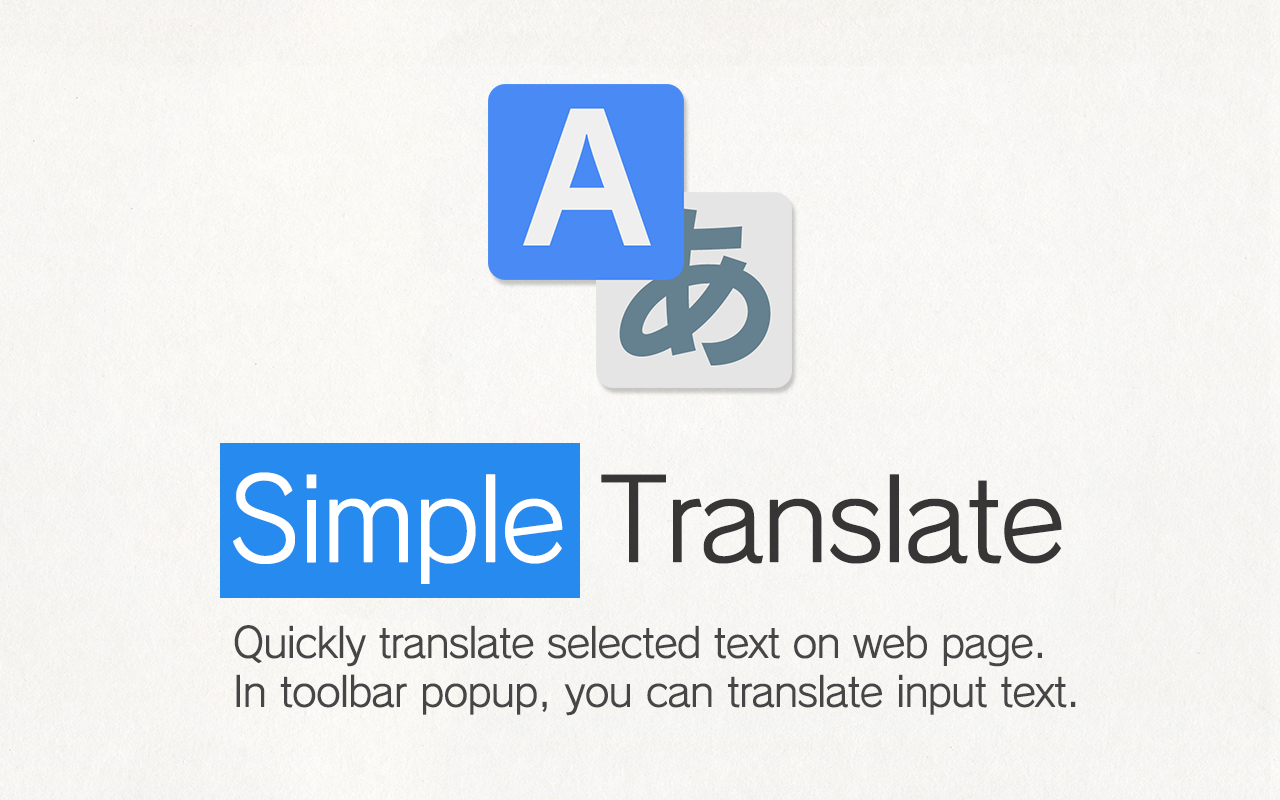 A
あ
Simple Translate
Quickly translate selected text on web page.
In toolbar popup, you can translate input text.